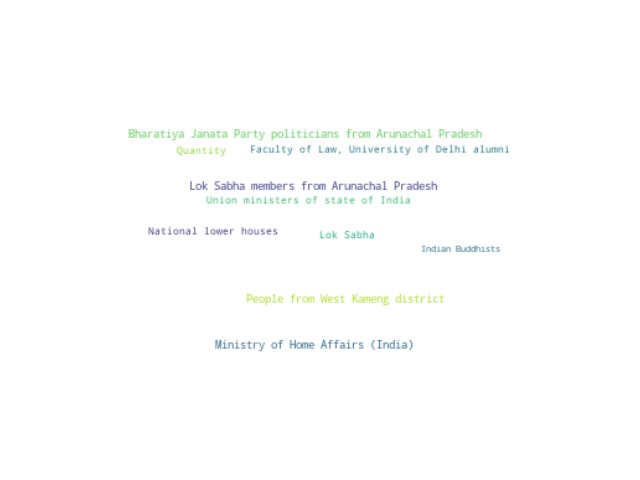 Bharatiya Janata Party politicians from Arunachal Pradesh
Quantity
Faculty of Law, University of Delhi alumni
Lok Sabha members from Arunachal Pradesh
Union ministers of state of India
National lower houses
Lok Sabha
Indian Buddhists
People from West Kameng district
Ministry of Home Affairs (India)